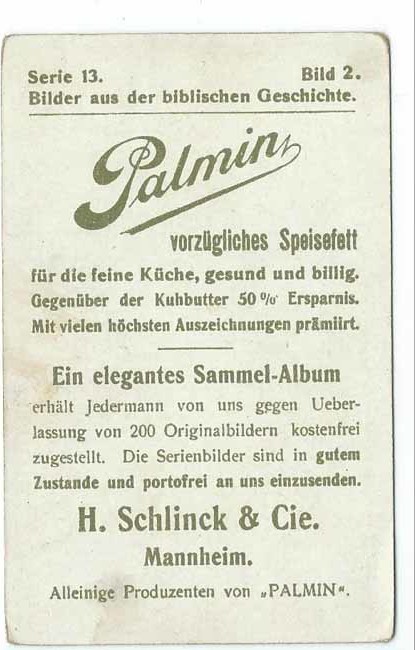 Serie 13. Bild 2.
Bilder aus der biblischen Geschichte.
Palmin
vorzügliches Speisefett
für die feine Küche, gesund und billig.
Gegenüber der Kuhbutter 50% Ersparnis.
Mit vielen höchsten Auszeichnungen prämiirt.
Ein elegantes Sammel-Album
erhält Jedermann von uns gegen Ueber-
lassung von 200 Originalbildern kostenfrei
zugestellt. Die Serienbilder sind in gutem
Zustande und portofrei an uns einzusenden.
H. Schlinck & Cie.
Mannheim.
Alleinige Produzenten von „PALMIN“.